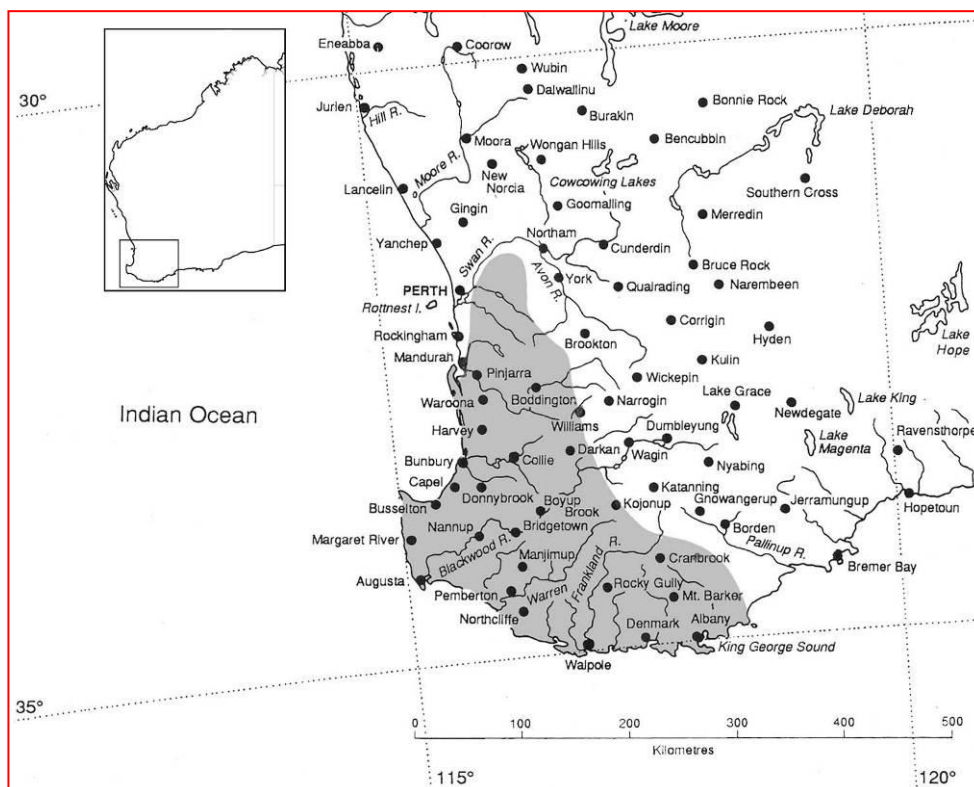 Lake Moore
Eneabba
Coorow
Wubin
Dalwallinu
30°
Jurien
Hill R.
Burakin
Bonnie Rock
Lake Deborah
Moora
Wongan Hills
Bencubbin
Moore R.
New
Norcia
Cowcowing Lakes
Southern Cross
Lancelin
Gingin
Goomalling
Merredin
Yanchep
Swan R.
Northam
Cunderdin
Bruce Rock
PERTH
Avon R.
York
Quairading
Narembeen
Rottnest I.
Corrigin
Hyden
Lake
Hope
Rockingham
Brookton
Mandurah
Kulin
Pinjarra
Wickepin
Indian Ocean
Waroona
Boddington
Narrogin
Lake Grace
Newdegate
Lake King
Harvey
Williams
Dumbleyung
Lake
Magenta
Ravensthorpe
Bunbury
Collie
Darkan
Wagin
Nyabing
Capel
Donnybrook
Boyup
Brook
Katanning
Gnowangerup
Jerramungup
Hopetoun
Busselton
Kojonup
Nannup
Bridgetown
Borden
Margaret River
Blackwood R.
Manjimup
Frankland R.
Cranbrook
Pallinup R.
Bremer Bay
Augusta
Pemberton
Warren
Rocky Gully
Mt. Barker
Northcliffe
Denmark
Albany
King George Sound
Walpole
35°
0
100
200
300
400
500
Kilometres
115°
120°